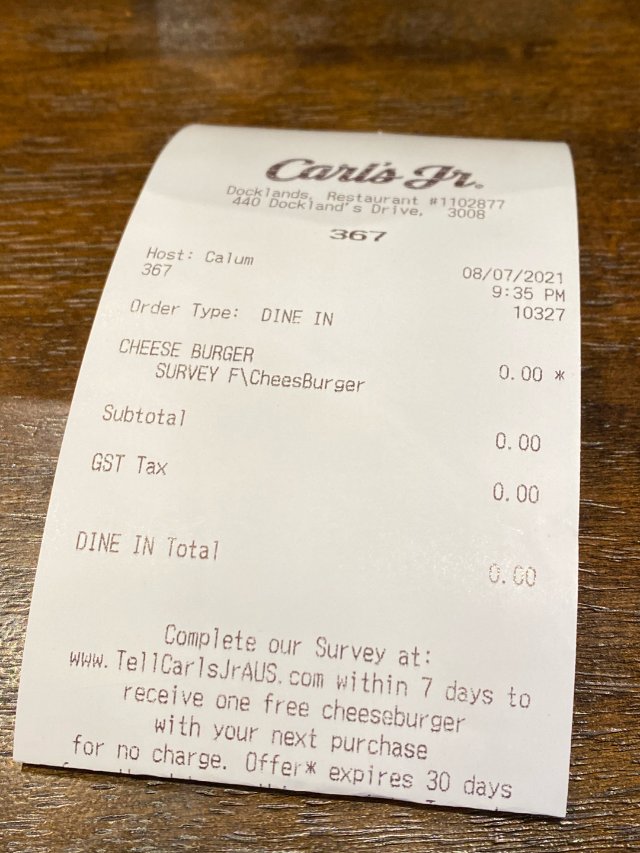 Carl's Jr.
Docklands, Restaurant #1102877
440 Dockland's Drive, 3008
367
Host: Calum 08/07/2021
367 9:35 PM
10327
Order Type: DINE IN
CHEESE BURGER 0.00 *
SURVEY F\CheesBurger
Subtotal 0.00
GST Tax 0.00
DINE IN Total 0.00
Complete our Survey at:
www.TellCarlsJrAUS.com within 7 days to
receive one free cheeseburger
with your next purchase
for no charge. Offer* expires 30 days